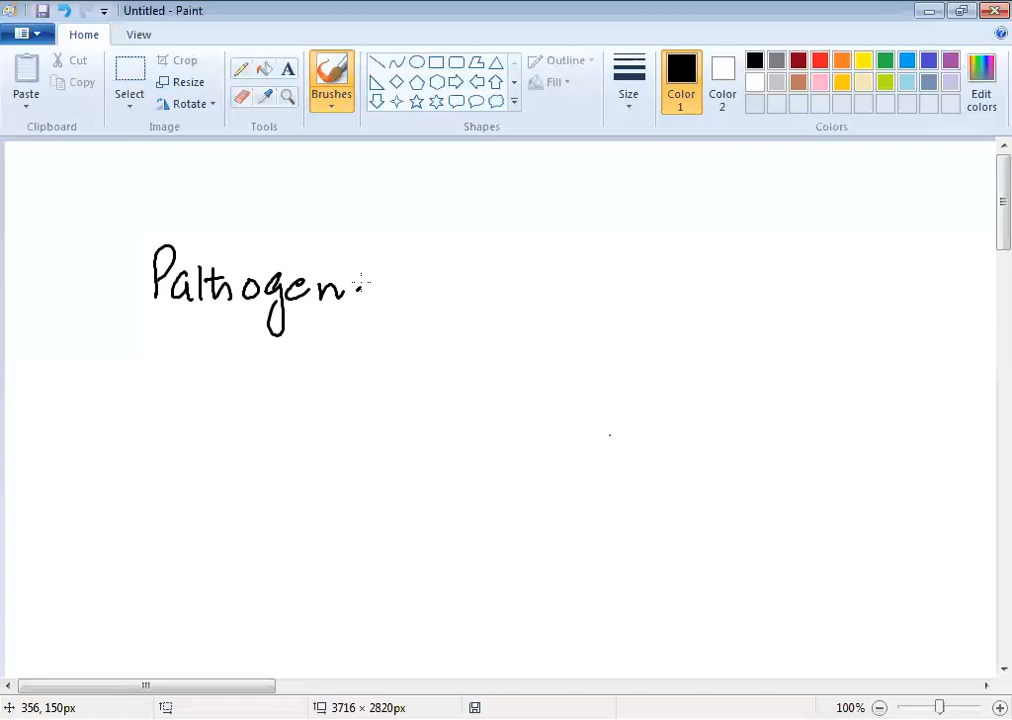 Untitled - Paint
Home View
Paste
Cut
Copy
Clipboard
Select
Crop
Resize
Rotate
Image
A
Tools
Brushes
Shapes
Outline
Fill
Size
Color 1
Color 2
Edit colors
Colors
Pathogen
356, 150px
3716 × 2820px
100%